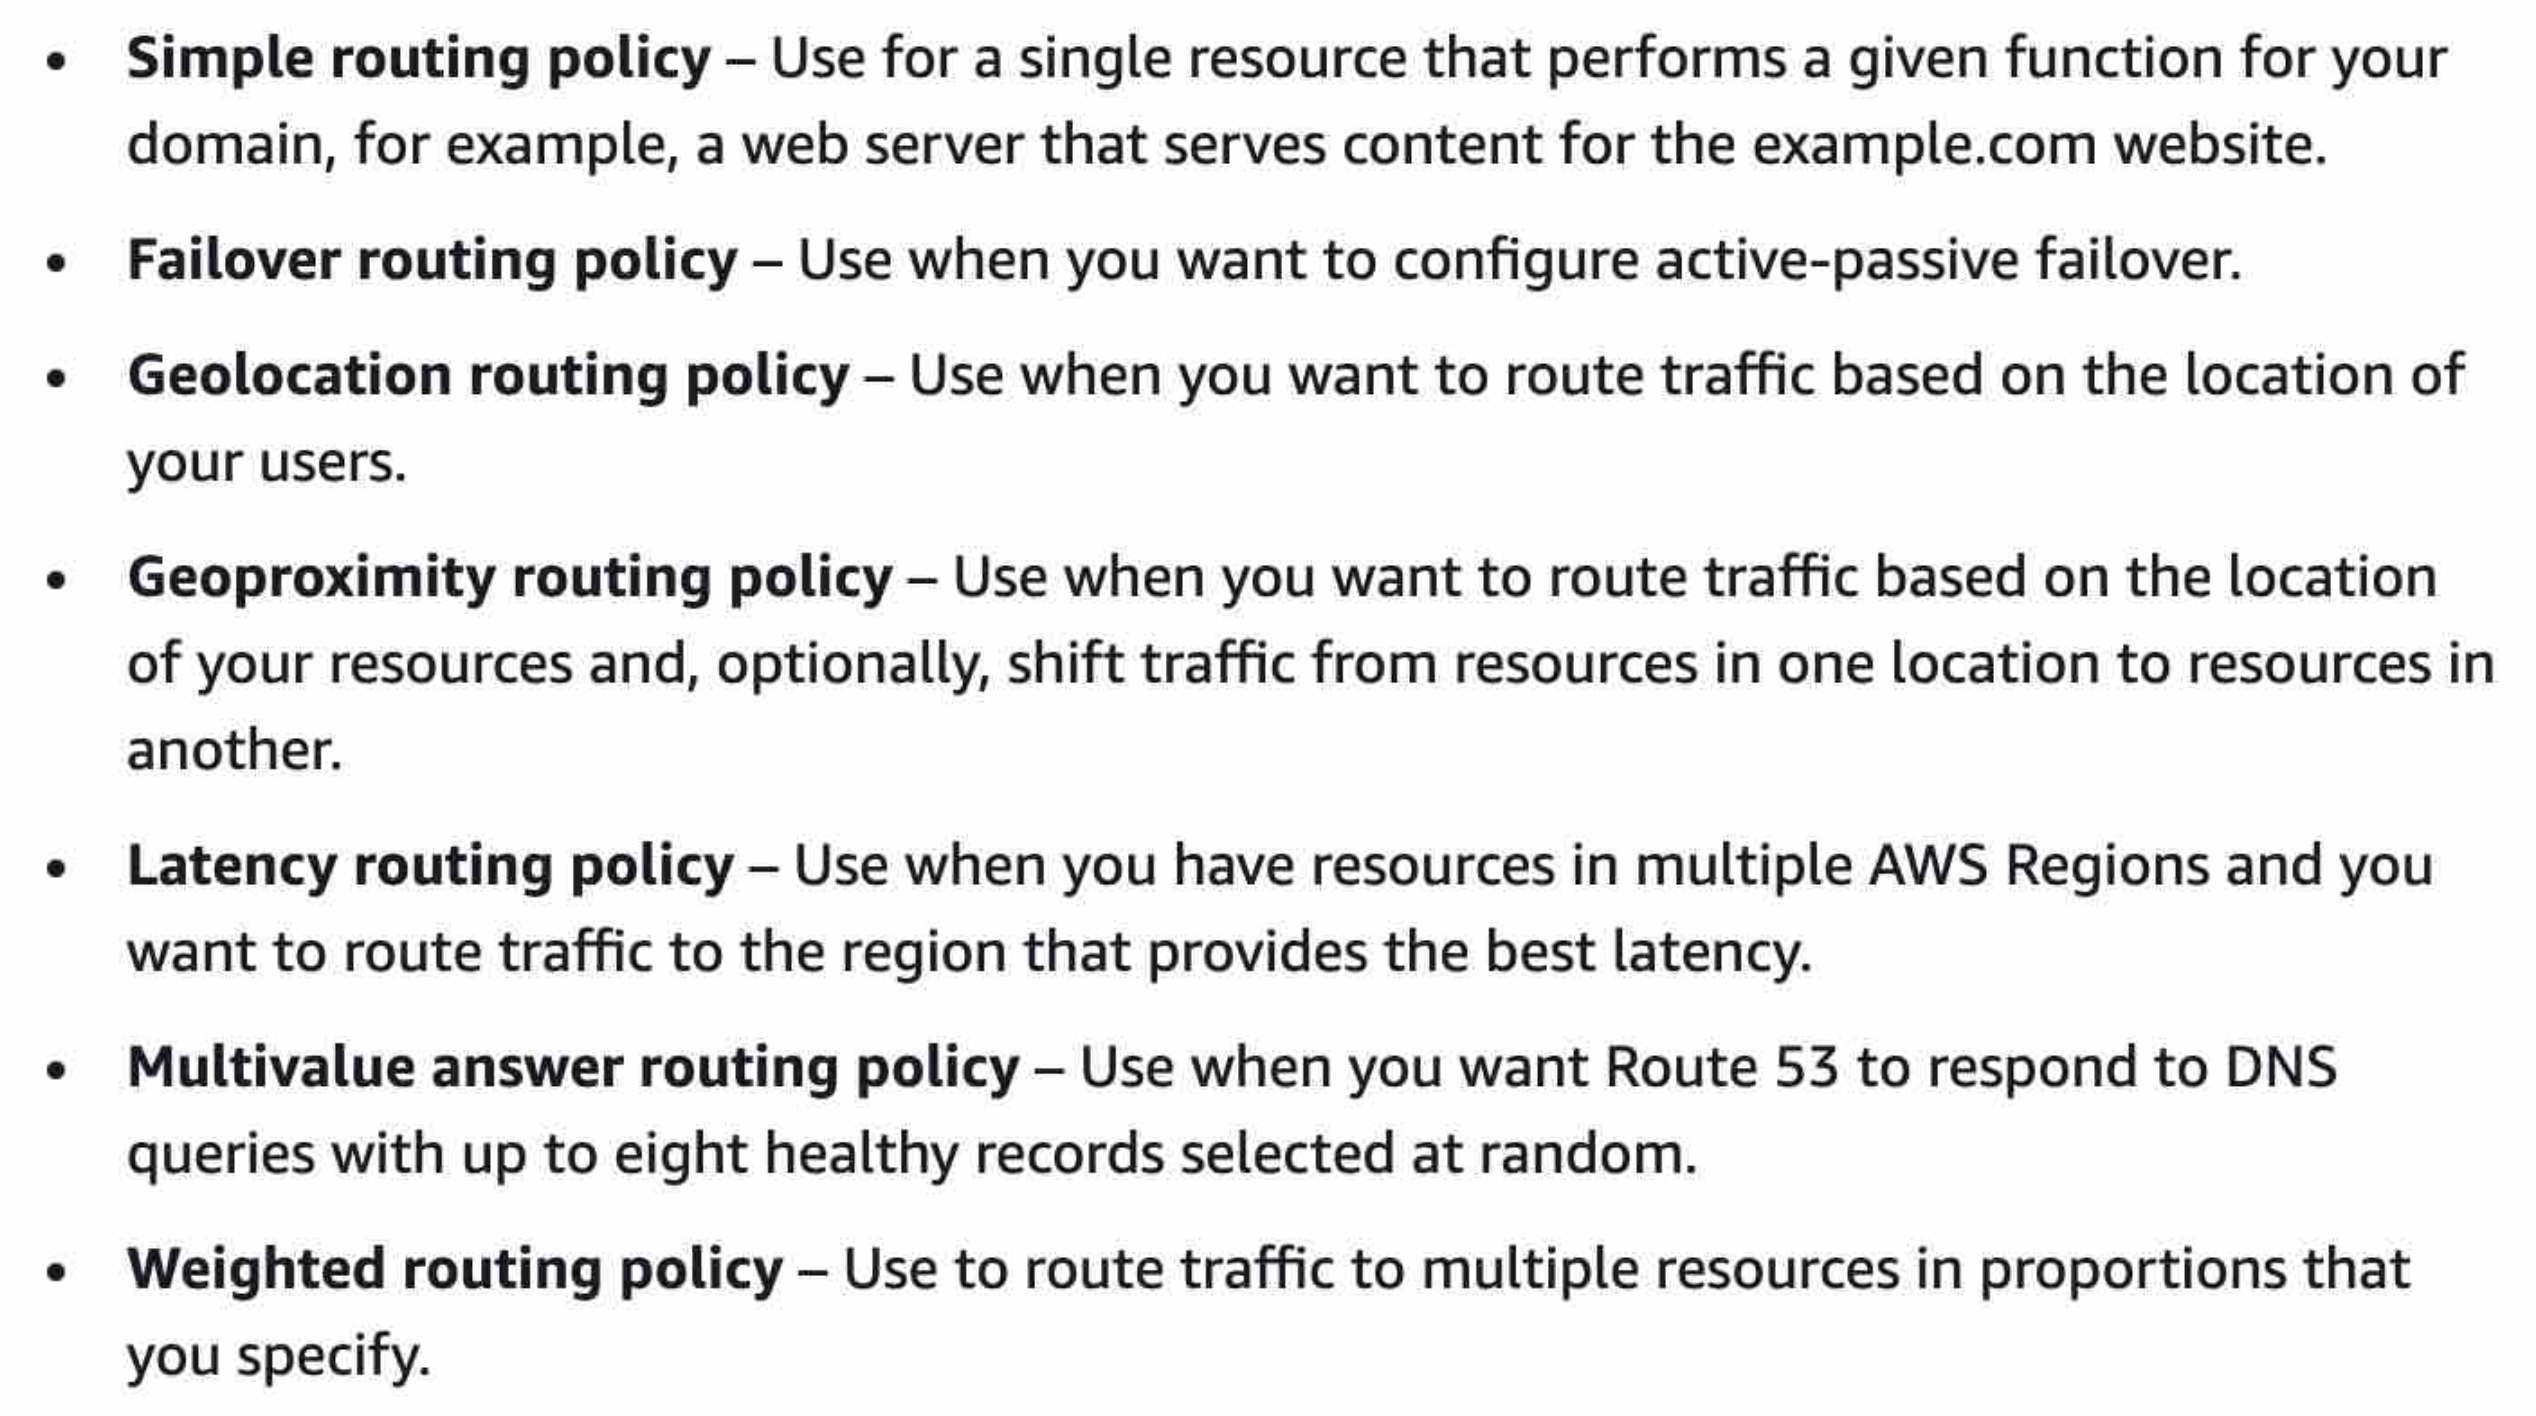 • Simple routing policy – Use for a single resource that performs a given function for your
domain, for example, a web server that serves content for the example.com website.
• Failover routing policy – Use when you want to configure active-passive failover.
• Geolocation routing policy – Use when you want to route traffic based on the location of
your users.
• Geoproximity routing policy – Use when you want to route traffic based on the location
of your resources and, optionally, shift traffic from resources in one location to resources in
another.
• Latency routing policy – Use when you have resources in multiple AWS Regions and you
want to route traffic to the region that provides the best latency.
• Multivalue answer routing policy – Use when you want Route 53 to respond to DNS
queries with up to eight healthy records selected at random.
• Weighted routing policy – Use to route traffic to multiple resources in proportions that
you specify.